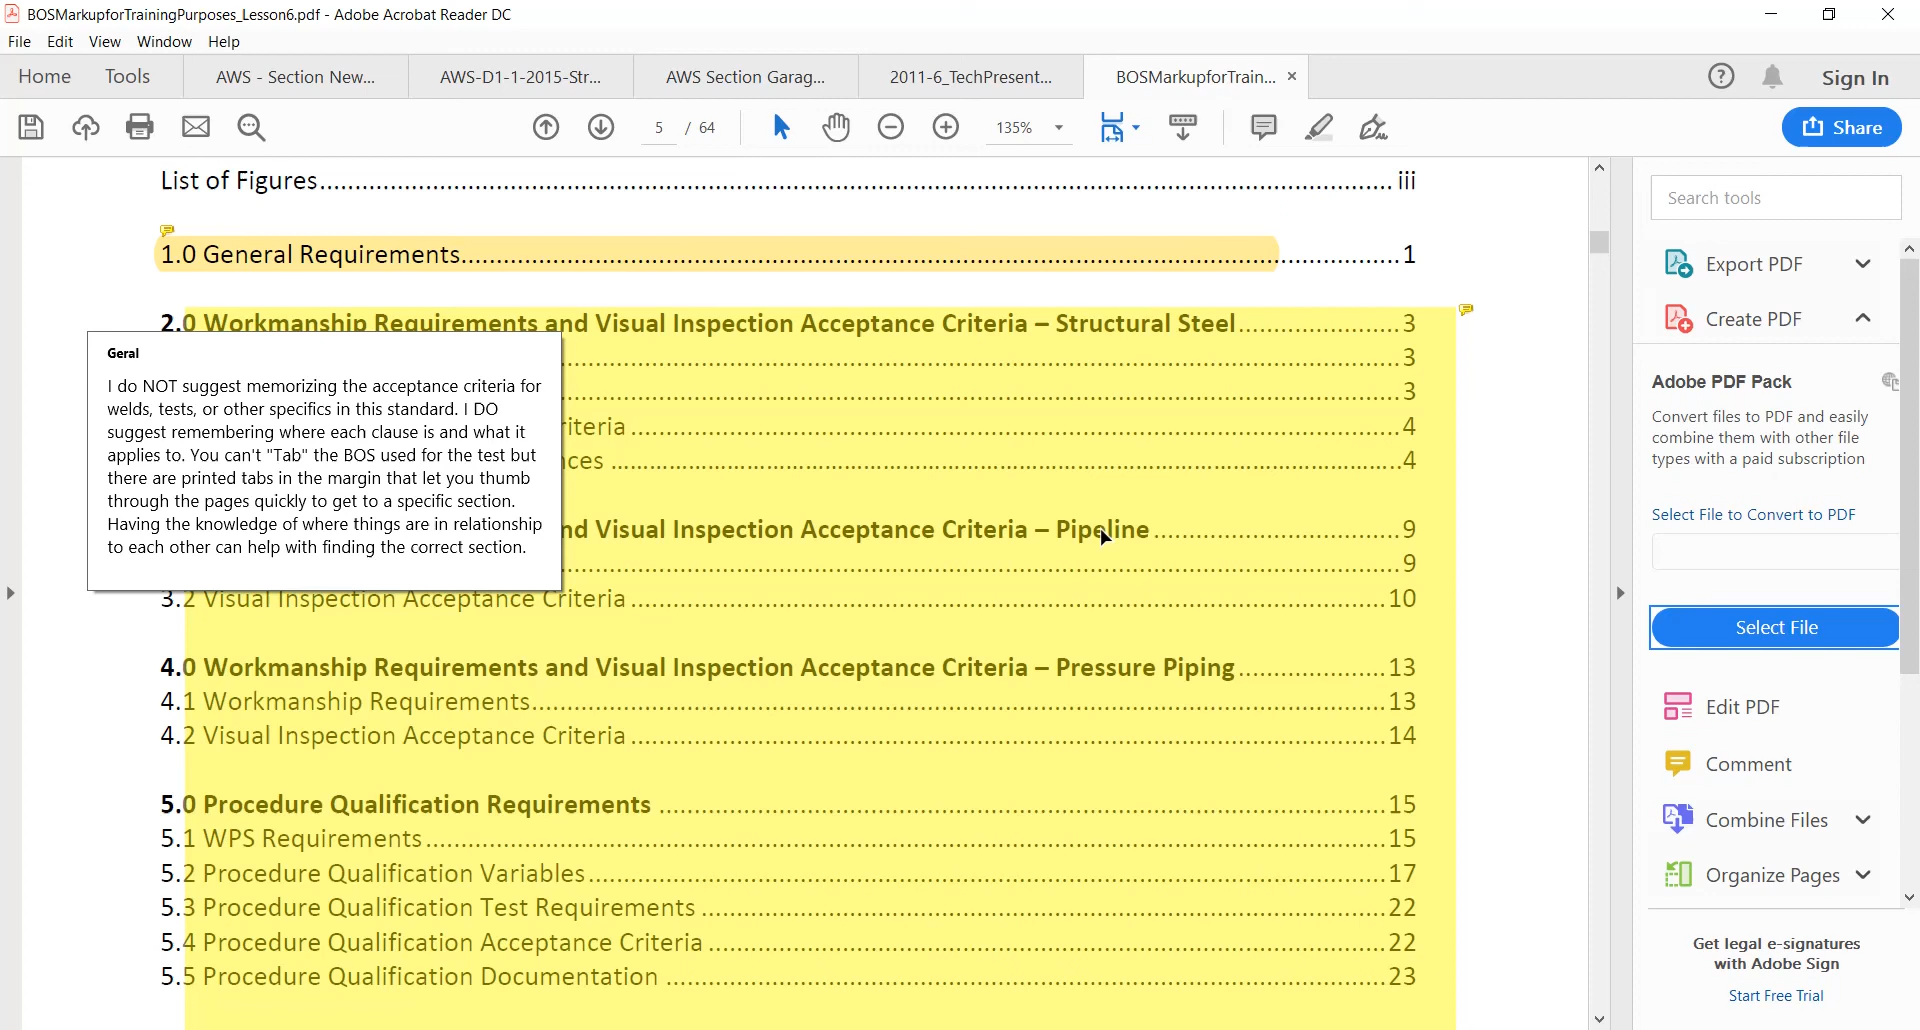 BOSMarkupforTrainingPurposes_Lesson6.pdf - Adobe Acrobat Reader DC
File Edit View Window Help
Home Tools AWS - Section New... AWS-D1-1-2015-Str... AWS Section Garag... 2011-6_TechPresent... BOSMarkupforTrain... Sign In
5 / 64 135% Share
List of Figures iii
1.0 General Requirements 1
2.0 Workmanship Requirements and Visual Inspection Acceptance Criteria – Structural Steel 3
3
3
iteria 4
nces 4
nd Visual Inspection Acceptance Criteria – Pipeline 9
9
3.2 Visual Inspection Acceptance Criteria 10
4.0 Workmanship Requirements and Visual Inspection Acceptance Criteria – Pressure Piping 13
4.1 Workmanship Requirements 13
4.2 Visual Inspection Acceptance Criteria 14
5.0 Procedure Qualification Requirements 15
5.1 WPS Requirements 15
5.2 Procedure Qualification Variables 17
5.3 Procedure Qualification Test Requirements 22
5.4 Procedure Qualification Acceptance Criteria 22
5.5 Procedure Qualification Documentation 23
Geral
I do NOT suggest memorizing the acceptance criteria for
welds, tests, or other specifics in this standard. I DO
suggest remembering where each clause is and what it
applies to. You can't "Tab" the BOS used for the test but
there are printed tabs in the margin that let you thumb
through the pages quickly to get to a specific section.
Having the knowledge of where things are in relationship
to each other can help with finding the correct section.
Search tools
Export PDF
Create PDF
Adobe PDF Pack
Convert files to PDF and easily
combine them with other file
types with a paid subscription
Select File to Convert to PDF
Select File
Edit PDF
Comment
Combine Files
Organize Pages
Get legal e-signatures
with Adobe Sign
Start Free Trial